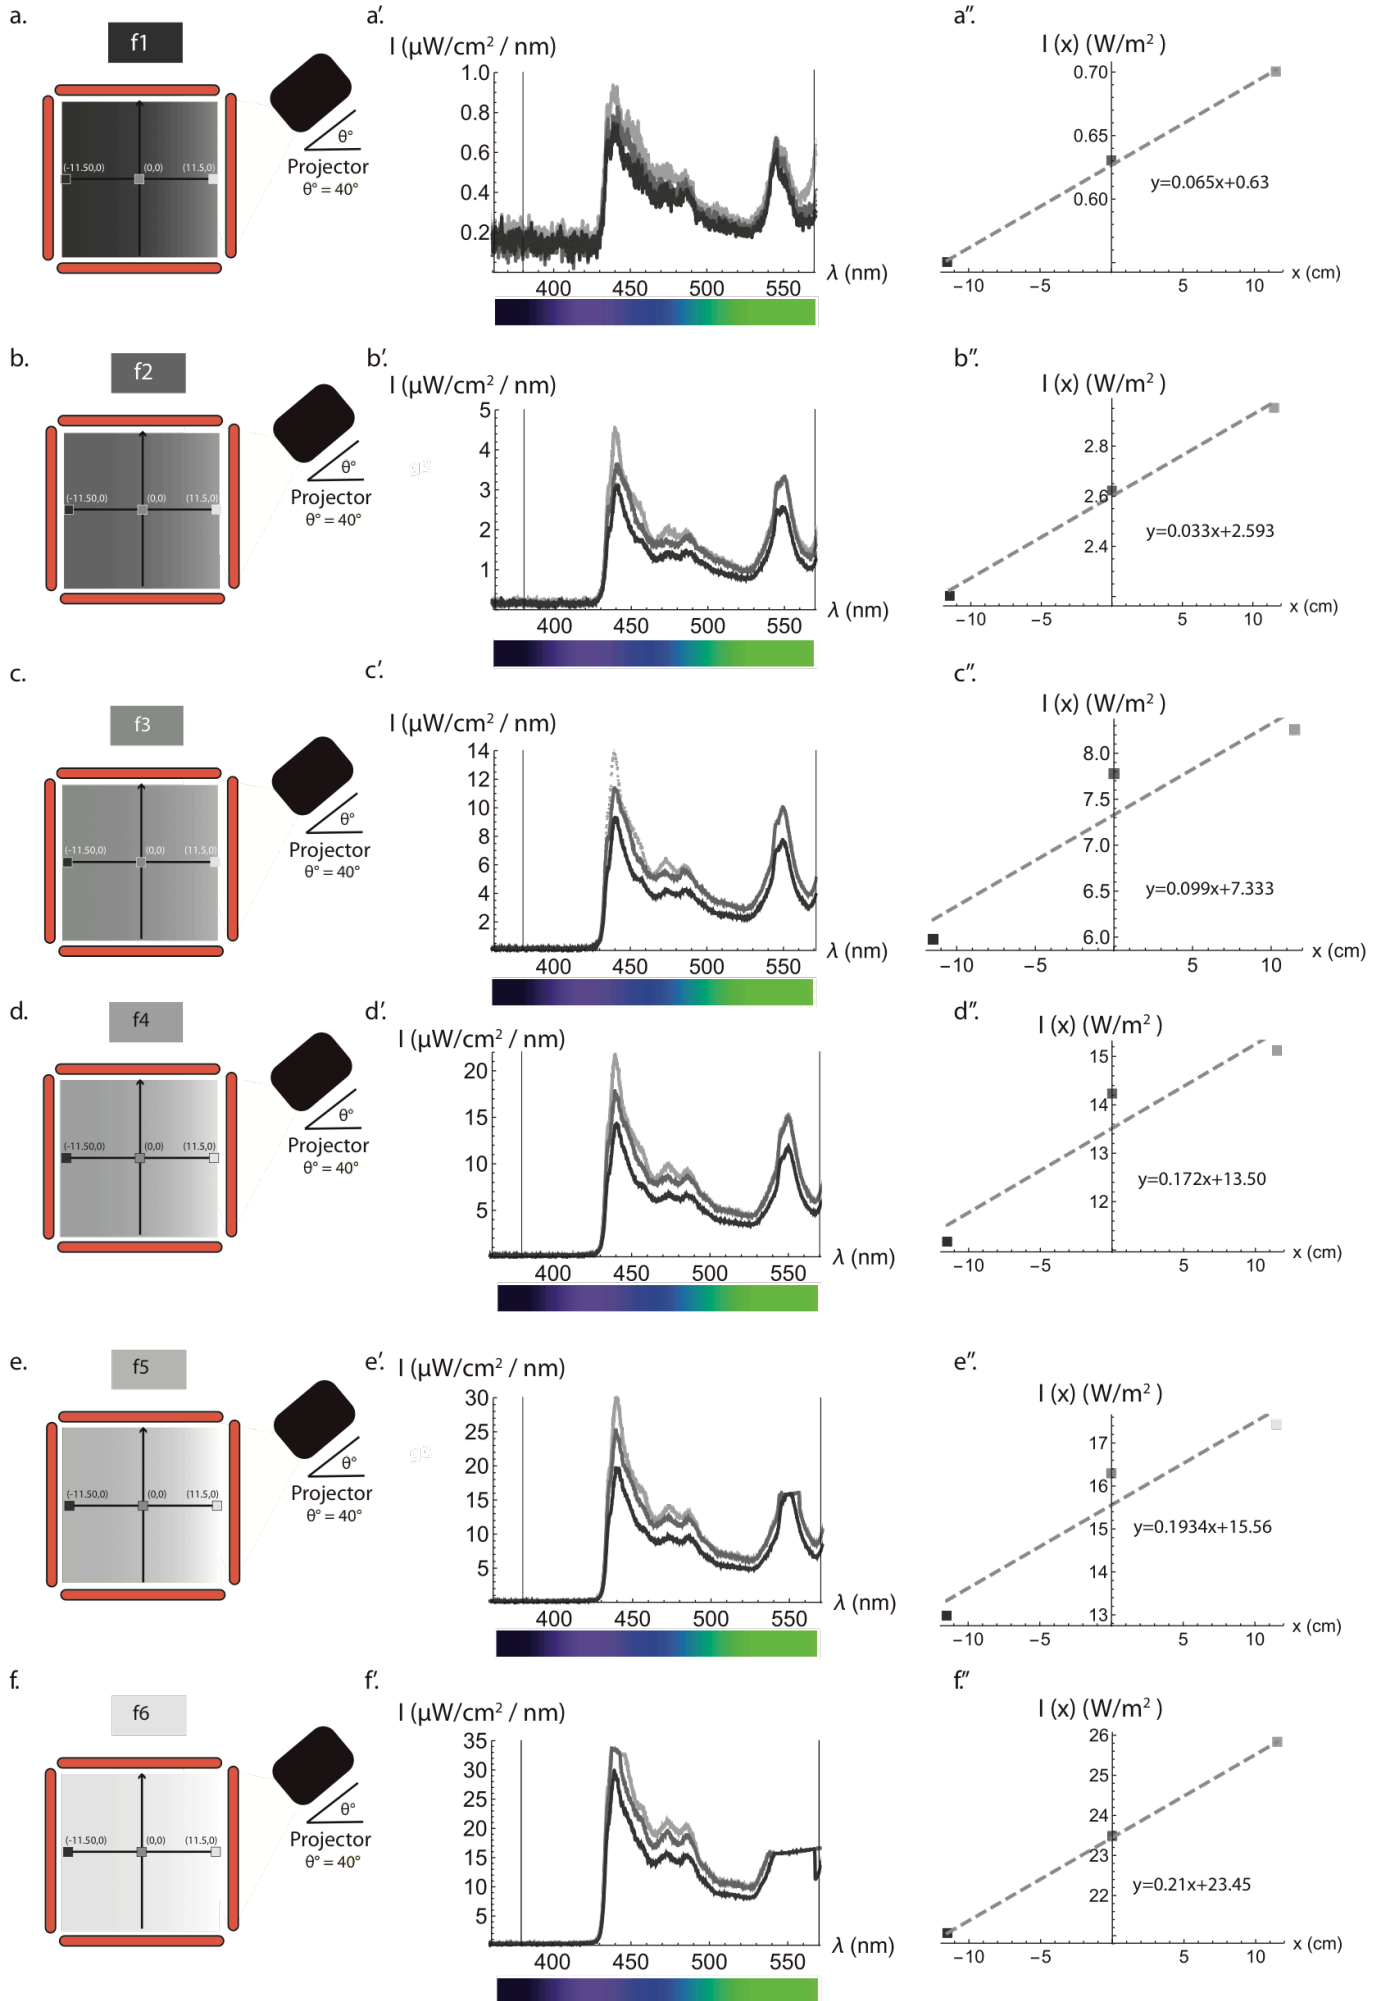 a.
f1
(-11.50,0) (0,0) (11.5,0)
θ°
Projector
θ° = 40°
a'.
I (μW/cm² / nm)
1.0
0.8
0.6
0.4
0.2
400 450 500 550
λ (nm)
a''.
I (x) (W/m² )
0.70
0.65
0.60
y=0.065x+0.63
−10 −5 5 10 x (cm)
b.
f2
(-11.50,0) (0,0) (11.5,0)
θ°
Projector
θ° = 40°
b'.
I (μW/cm² / nm)
5
4
3
2
1
400 450 500 550
λ (nm)
b''.
I (x) (W/m² )
2.8
2.6
2.4
y=0.033x+2.593
−10 −5 5 10 x (cm)
c.
f3
(-11.50,0) (0,0) (11.5,0)
θ°
Projector
θ° = 40°
c'.
I (μW/cm² / nm)
14
12
10
8
6
4
2
400 450 500 550
λ (nm)
c''.
I (x) (W/m² )
8.0
7.5
7.0
6.5
6.0
y=0.099x+7.333
−10 −5 5 10 x (cm)
d.
f4
(-11.50,0) (0,0) (11.5,0)
θ°
Projector
θ° = 40°
d'.
I (μW/cm² / nm)
20
15
10
5
400 450 500 550
λ (nm)
d''.
I (x) (W/m² )
15
14
13
12
y=0.172x+13.50
−10 −5 5 10 x (cm)
e.
f5
(-11.50,0) (0,0) (11.5,0)
θ°
Projector
θ° = 40°
e'.
I (μW/cm² / nm)
30
25
20
15
10
5
400 450 500 550
λ (nm)
e''.
I (x) (W/m² )
17
16
15
14
13
y=0.1934x+15.56
−10 −5 5 10 x (cm)
f.
f6
(-11.50,0) (0,0) (11.5,0)
θ°
Projector
θ° = 40°
f'.
I (μW/cm² / nm)
35
30
25
20
15
10
5
400 450 500 550
λ (nm)
f.''
I (x) (W/m² )
26
25
24
23
22
y=0.21x+23.45
−10 −5 5 10 x (cm)